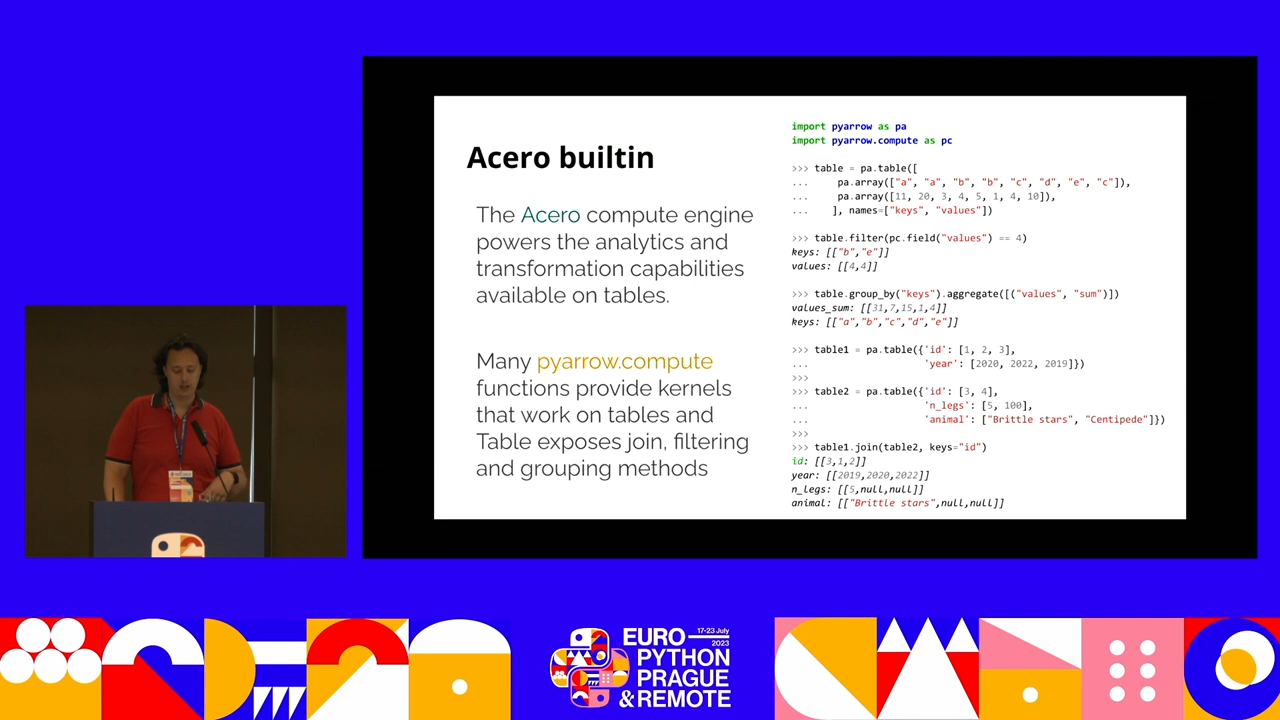 Acero builtin
The Acero compute engine
powers the analytics and
transformation capabilities
available on tables.
Many pyarrow.compute
functions provide kernels
that work on tables and
Table exposes join, filtering
and grouping methods
import pyarrow as pa
import pyarrow.compute as pc
>>> table = pa.table([
...     pa.array(["a", "a", "b", "b", "c", "d", "e", "c"]),
...     pa.array([11, 20, 3, 4, 5, 1, 4, 10]),
...    ], names=["keys", "values"])
>>> table.filter(pc.field("values") == 4)
keys: [["b","e"]]
values: [[4,4]]
>>> table.group_by("keys").aggregate([("values", "sum")])
values_sum: [[31,7,15,1,4]]
keys: [["a","b","c","d","e"]]
>>> table1 = pa.table({'id': [1, 2, 3],
...                    'year': [2020, 2022, 2019]})
>>>
>>> table2 = pa.table({'id': [3, 4],
...                    'n_legs': [5, 100],
...                    'animal': ["Brittle stars", "Centipede"]})
>>>
>>> table1.join(table2, keys="id")
id: [[3,1,2]]
year: [[2019,2020,2022]]
n_legs: [[5,null,null]]
animal: [["Brittle stars",null,null]]
17-23 July
2023
EURO
PYTHON
PRAGUE
& REMOTE